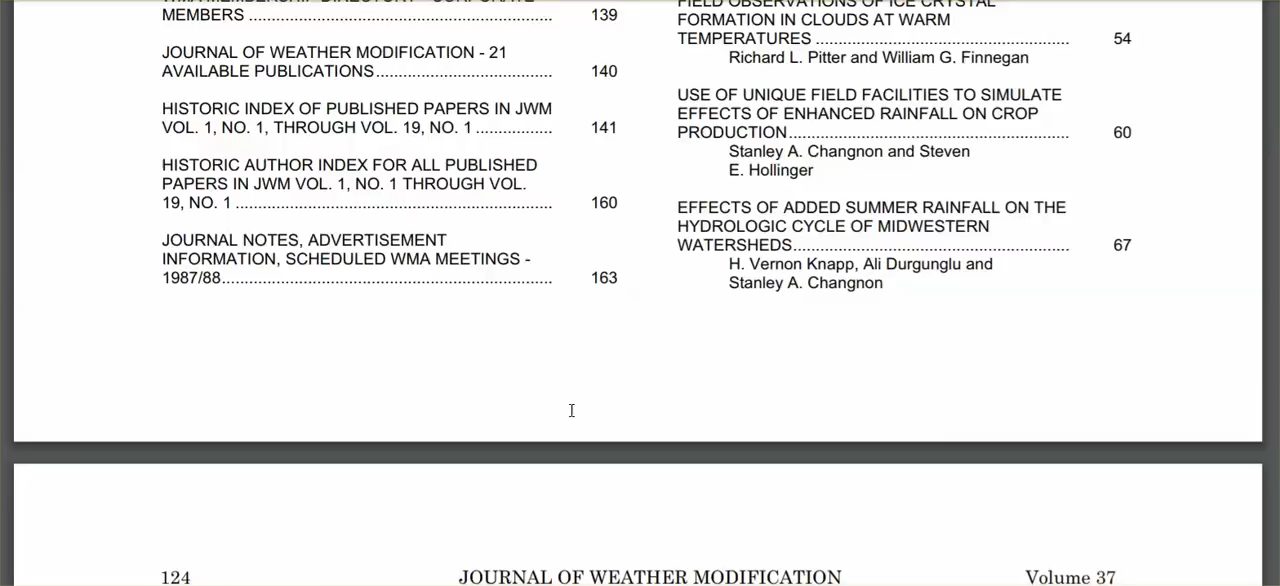 MEMBERS ........................................................................ 139
JOURNAL OF WEATHER MODIFICATION - 21
AVAILABLE PUBLICATIONS.......................................... 140
HISTORIC INDEX OF PUBLISHED PAPERS IN JWM
VOL. 1, NO. 1, THROUGH VOL. 19, NO. 1 ................. 141
HISTORIC AUTHOR INDEX FOR ALL PUBLISHED
PAPERS IN JWM VOL. 1, NO. 1 THROUGH VOL.
19, NO. 1 .......................................................................... 160
JOURNAL NOTES, ADVERTISEMENT
INFORMATION, SCHEDULED WMA MEETINGS -
1987/88.............................................................................. 163
FIELD OBSERVATIONS OF ICE CRYSTAL
FORMATION IN CLOUDS AT WARM
TEMPERATURES ........................................................... 54
Richard L. Pitter and William G. Finnegan
USE OF UNIQUE FIELD FACILITIES TO SIMULATE
EFFECTS OF ENHANCED RAINFALL ON CROP
PRODUCTION................................................................. 60
Stanley A. Changnon and Steven
E. Hollinger
EFFECTS OF ADDED SUMMER RAINFALL ON THE
HYDROLOGIC CYCLE OF MIDWESTERN
WATERSHEDS................................................................ 67
H. Vernon Knapp, Ali Durgunglu and
Stanley A. Changnon
124 JOURNAL OF WEATHER MODIFICATION Volume 37